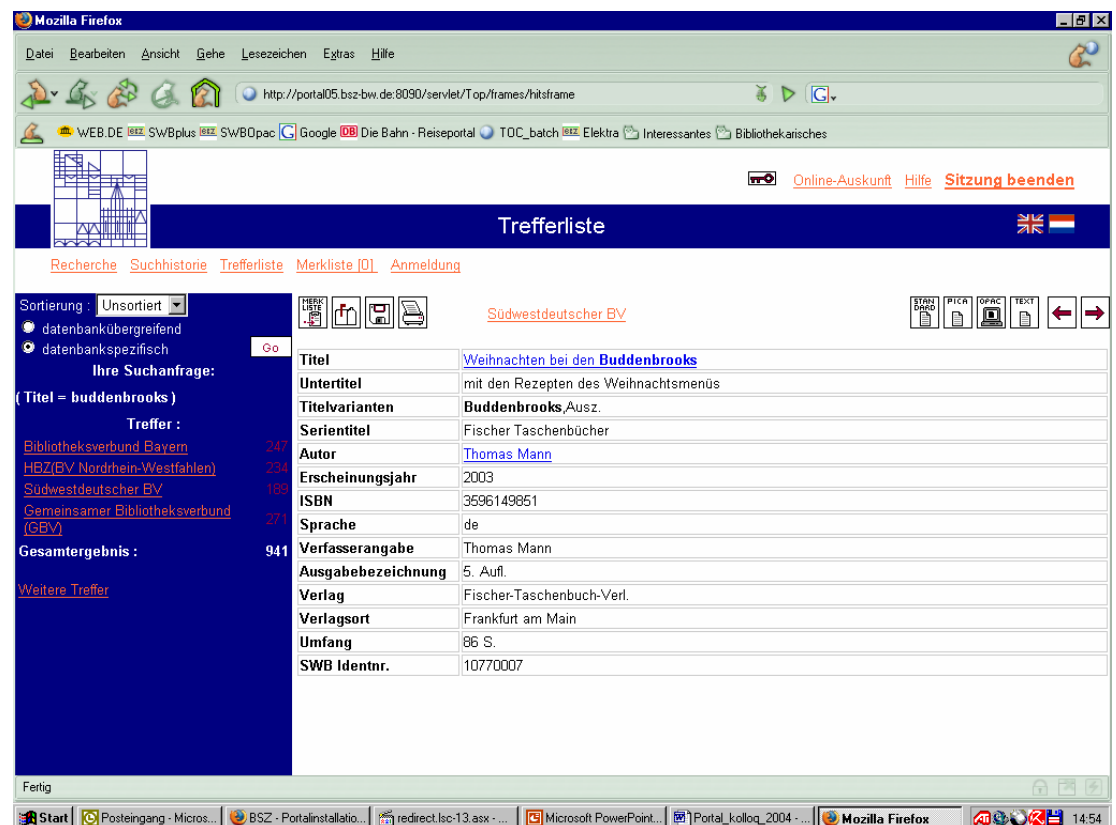 Mozilla Firefox
Datei Bearbeiten Ansicht Gehe Lesezeichen Extras Hilfe
http://portal05.bsz-bw.de:8090/servlet/Top/frames/hitsframe
WEB.DE SWBplus SWBOpac Google Die Bahn - Reiseportal TOC_batch Elektra Interessantes Bibliothekarisches
Online-Auskunft Hilfe Sitzung beenden
Trefferliste
Recherche Suchhistorie Trefferliste Merkliste [0] Anmeldung
Sortierung : Unsortiert
datenbankübergreifend
datenbankspezifisch Go
Ihre Suchanfrage:
( Titel = buddenbrooks )
Treffer :
Bibliotheksverbund Bayern 247
HBZ(BV Nordrhein-Westfahlen) 234
Südwestdeutscher BV 189
Gemeinsamer Bibliotheksverbund
(GBV) 271
Gesamtergebnis : 941
Weitere Treffer
MERK LISTE Südwestdeutscher BV STAN DARD PICA OPAC TEXT
Titel Weihnachten bei den Buddenbrooks
Untertitel mit den Rezepten des Weihnachtsmenüs
Titelvarianten Buddenbrooks,Ausz.
Serientitel Fischer Taschenbücher
Autor Thomas Mann
Erscheinungsjahr 2003
ISBN 3596149851
Sprache de
Verfasserangabe Thomas Mann
Ausgabebezeichnung 5. Aufl.
Verlag Fischer-Taschenbuch-Verl.
Verlagsort Frankfurt am Main
Umfang 86 S.
SWB Identnr. 10770007
Fertig
Start Posteingang - Micros... BSZ - Portalinstallatio... redirect.lsc-13.asx - ... Microsoft PowerPoint... Portal_kolloq_2004 - ... Mozilla Firefox 14:54